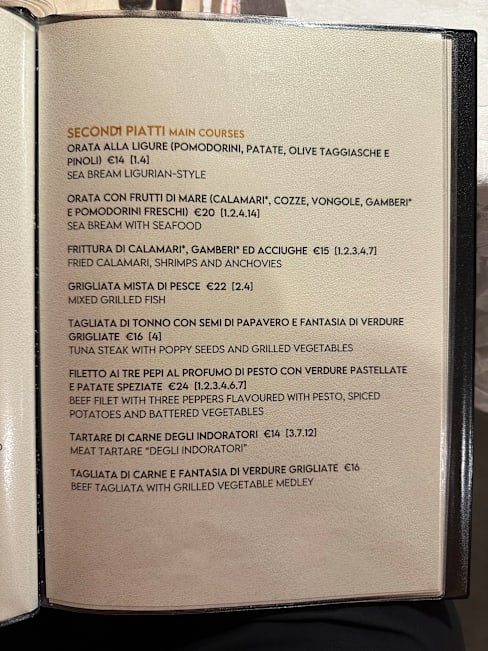 SECONDI PIATTI MAIN COURSES
ORATA ALLA LIGURE (POMODORINI, PATATE, OLIVE TAGGIASCHE E
PINOLI) €14 [1.4]
SEA BREAM LIGURIAN-STYLE
ORATA CON FRUTTI DI MARE (CALAMARI*, COZZE, VONGOLE, GAMBERI*
E POMODORINI FRESCHI) €20 [1.2.4.14]
SEA BREAM WITH SEAFOOD
FRITTURA DI CALAMARI*, GAMBERI* ED ACCIUGHE €15 [1.2.3.4.7]
FRIED CALAMARI, SHRIMPS AND ANCHOVIES
GRIGLIATA MISTA DI PESCE €22 [2.4]
MIXED GRILLED FISH
TAGLIATA DI TONNO CON SEMI DI PAPAVERO E FANTASIA DI VERDURE
GRIGLIATE €16 [4]
TUNA STEAK WITH POPPY SEEDS AND GRILLED VEGETABLES
FILETTO AI TRE PEPI AL PROFUMO DI PESTO CON VERDURE PASTELLATE
E PATATE SPEZIATE €24 [1.2.3.4.6.7]
BEEF FILET WITH THREE PEPPERS FLAVOURED WITH PESTO, SPICED
POTATOES AND BATTERED VEGETABLES
TARTARE DI CARNE DEGLI INDORATORI €14 [3.7.12]
MEAT TARTARE "DEGLI INDORATORI"
TAGLIATA DI CARNE E FANTASIA DI VERDURE GRIGLIATE €16
BEEF TAGLIATA WITH GRILLED VEGETABLE MEDLEY